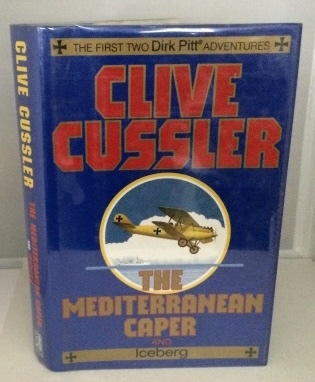 THE FIRST TWO Dirk Pitt® ADVENTURES
CLIVE
CUSSLER
THE
MEDITERRANEAN
CAPER
AND
Iceberg
CLIVE CUSSLER
THE MEDITERRANEAN CAPER